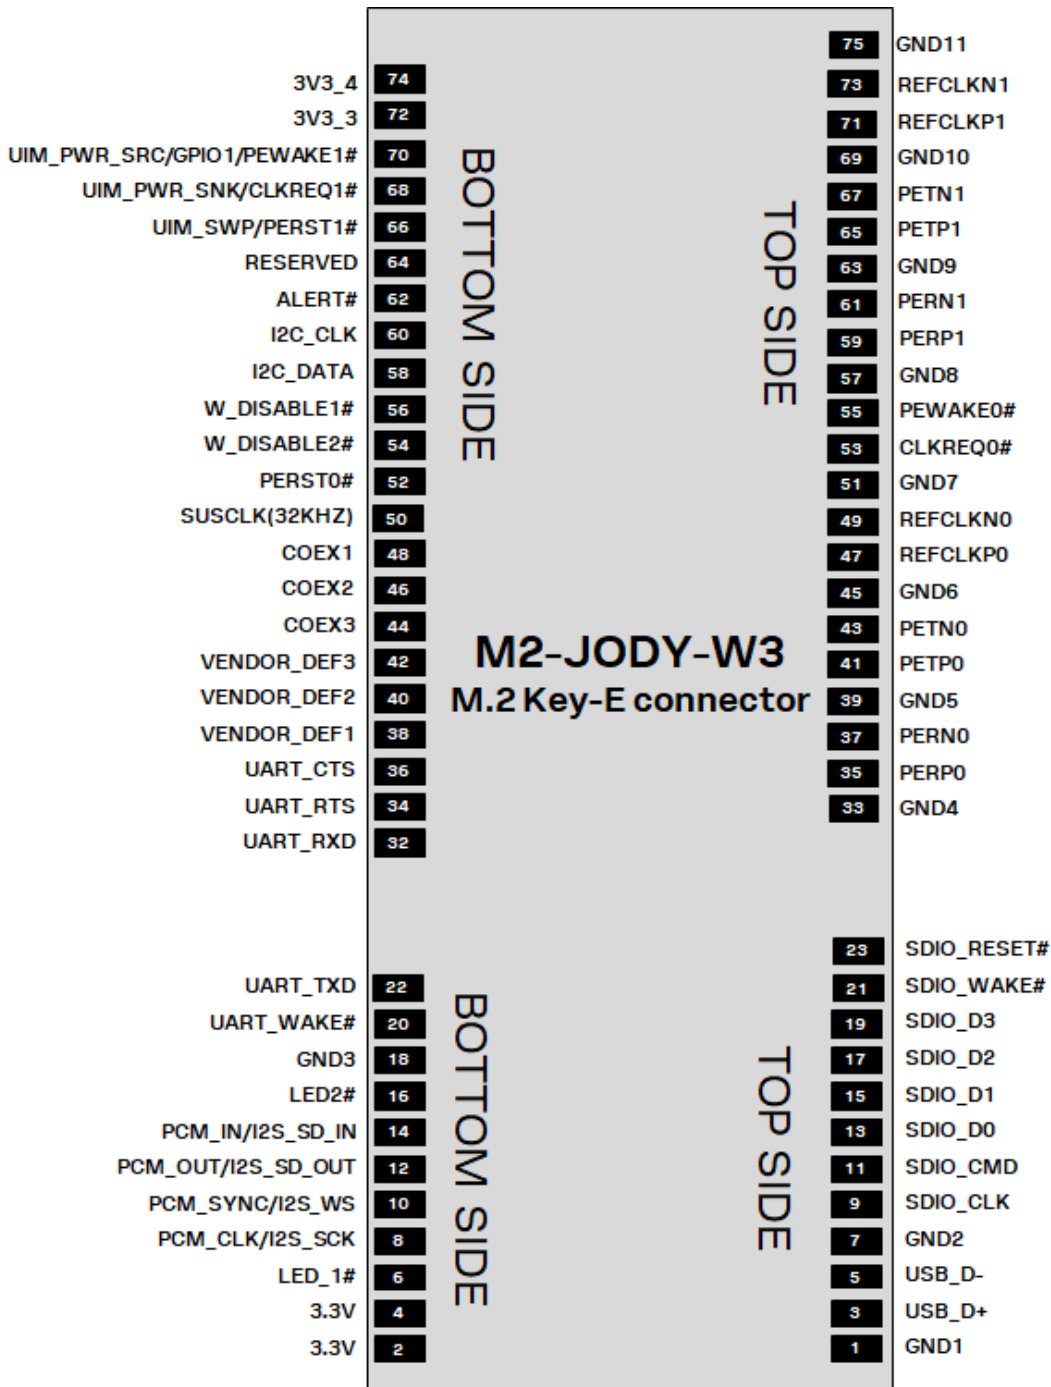 75 GND11
3V3_4 74 73 REFCLKN1
3V3_3 72 71 REFCLKP1
UIM_PWR_SRC/GPIO1/PEWAKE1# 70 69 GND10
UIM_PWR_SNK/CLKREQ1# 68 67 PETN1
UIM_SWP/PERST1# 66 65 PETP1
RESERVED 64 63 GND9
ALERT# 62 61 PERN1
I2C_CLK 60 59 PERP1
I2C_DATA 58 57 GND8
W_DISABLE1# 56 55 PEWAKE0#
W_DISABLE2# 54 53 CLKREQ0#
PERST0# 52 51 GND7
SUSCLK(32KHZ) 50 49 REFCLKN0
COEX1 48 47 REFCLKP0
COEX2 46 45 GND6
COEX3 44 43 PETN0
VENDOR_DEF3 42 41 PETP0
VENDOR_DEF2 40 39 GND5
VENDOR_DEF1 38 37 PERN0
UART_CTS 36 35 PERP0
UART_RTS 34 33 GND4
UART_RXD 32
BOTTOM SIDE
TOP SIDE
M2-JODY-W3
M.2 Key-E connector
23 SDIO_RESET#
UART_TXD 22 21 SDIO_WAKE#
UART_WAKE# 20 19 SDIO_D3
GND3 18 17 SDIO_D2
LED2# 16 15 SDIO_D1
PCM_IN/I2S_SD_IN 14 13 SDIO_D0
PCM_OUT/I2S_SD_OUT 12 11 SDIO_CMD
PCM_SYNC/I2S_WS 10 9 SDIO_CLK
PCM_CLK/I2S_SCK 8 7 GND2
LED_1# 6 5 USB_D-
3.3V 4 3 USB_D+
3.3V 2 1 GND1
BOTTOM SIDE
TOP SIDE